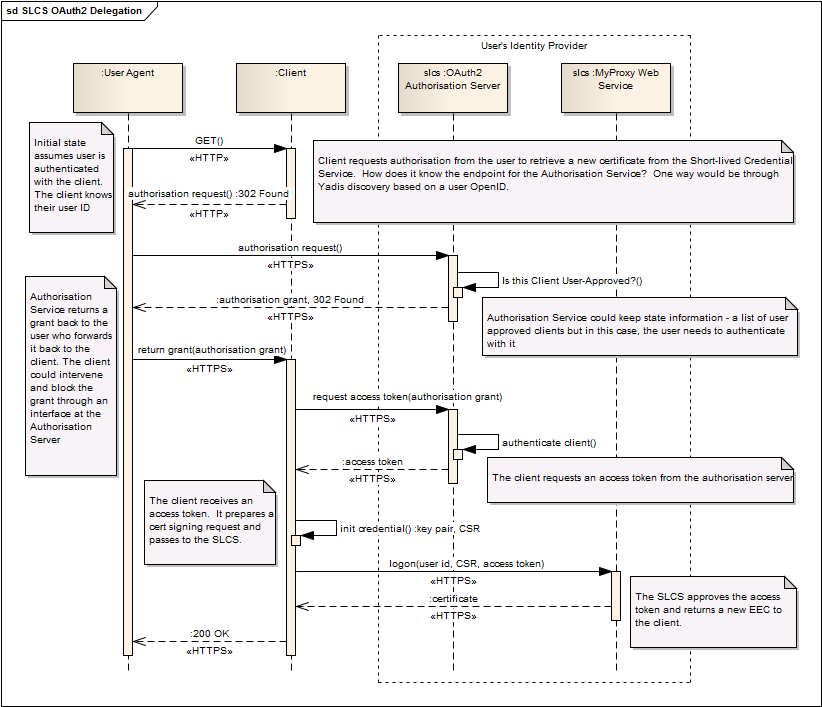 sd SLCS OAuth2 Delegation
User's Identity Provider
:User Agent
:Client
slcs :OAuth2
Authorisation Server
slcs :MyProxy Web
Service
Initial state
assumes user is
authenticated
with the client.
The client knows
their user ID
GET()
«HTTP»
Client requests authorisation from the user to retrieve a new certificate from the Short-lived Credential
Service.  How does it know the endpoint for the Authorisation Service?  One way would be through
Yadis discovery based on a user OpenID.
authorisation request() :302 Found
«HTTP»
authorisation request()
«HTTPS»
Is this Client User-Approved?()
:authorisation grant, 302 Found
«HTTPS»
Authorisation Service could keep state information - a list of user
approved clients but in this case, the user needs to authenticate
with it
Authorisation
Service returns a
grant back to the
user who forwards
it back to the
client. The client
could intervene
and block the
grant through an
interface at the
Authorisation
Server
return grant(authorisation grant)
«HTTPS»
request access token(authorisation grant)
«HTTPS»
authenticate client()
:access token
«HTTPS»
The client requests an access token from the authorisation server
The client receives an
access token.  It prepares a
cert signing request and
passes to the SLCS.
init credential() :key pair, CSR
logon(user id, CSR, access token)
«HTTPS»
:certificate
«HTTPS»
The SLCS approves the access
token and returns a new EEC to
the client.
:200 OK
«HTTPS»